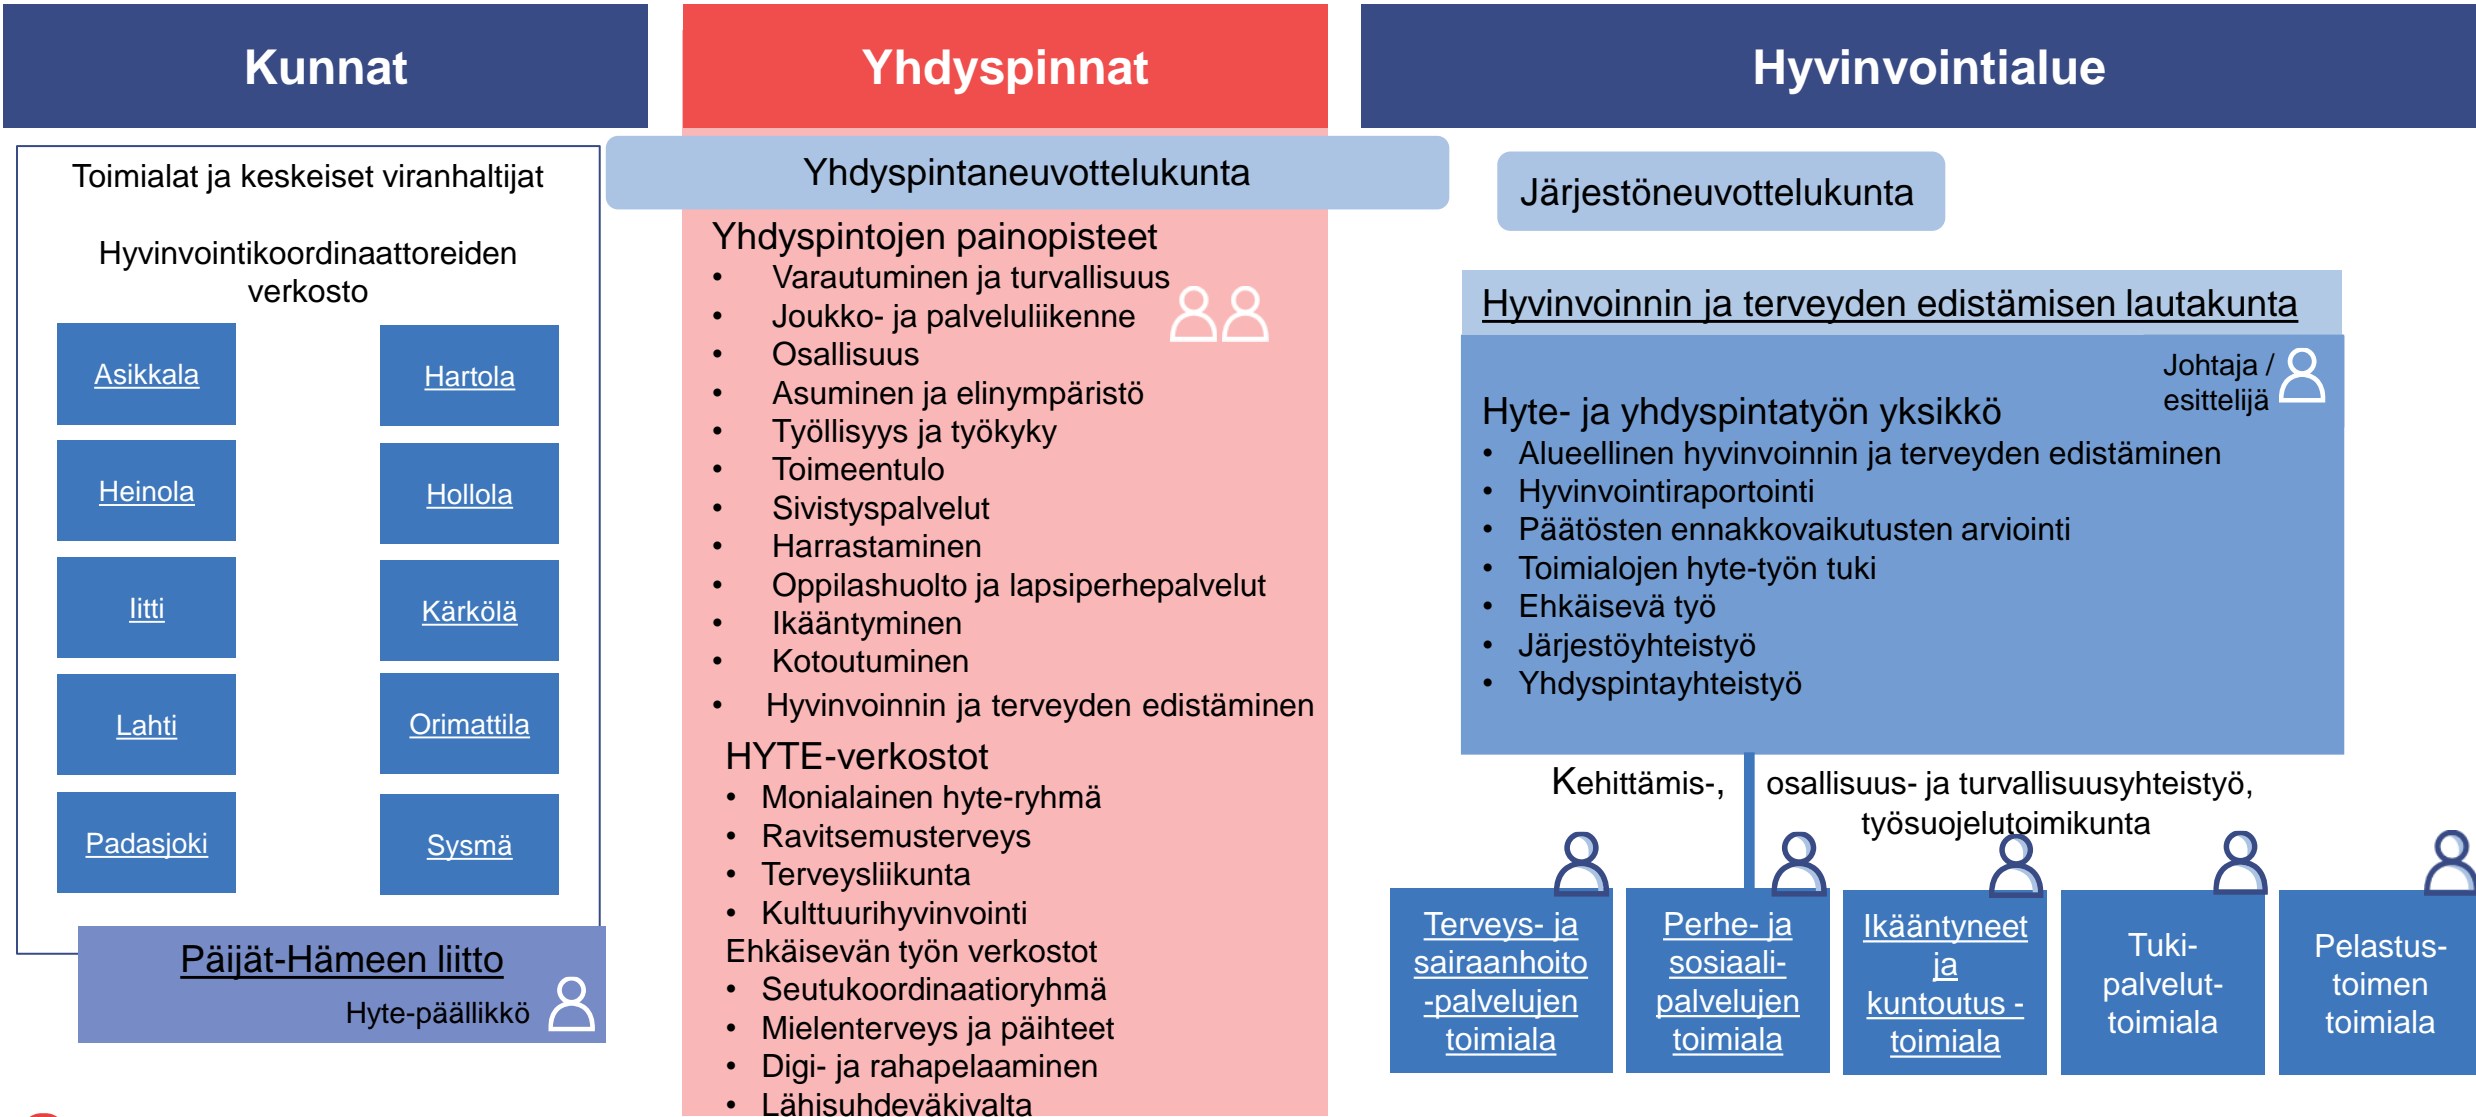 Kunnat
Toimialat ja keskeiset viranhaltijat
Hyvinvointikoordinaattoreiden
verkosto
Asikkala
Hartola
Heinola
Hollola
Iitti
Kärkölä
Lahti
Orimattila
Padasjoki
Sysmä
Päijät-Hämeen liitto
Hyte-päällikkö
Yhdyspinnat
Yhdyspintaneuvottelukunta
Yhdyspintojen painopisteet
• Varautuminen ja turvallisuus
• Joukko- ja palveluliikenne
• Osallisuus
• Asuminen ja elinympäristö
• Työllisyys ja työkyky
• Toimeentulo
• Sivistyspalvelut
• Harrastaminen
• Oppilashuolto ja lapsiperhepalvelut
• Ikääntyminen
• Kotoutuminen
• Hyvinvoinnin ja terveyden edistäminen
HYTE-verkostot
• Monialainen hyte-ryhmä
• Ravitsemusterveys
• Terveysliikunta
• Kulttuurihyvinvointi
Ehkäisevän työn verkostot
• Seutukoordinaatioryhmä
• Mielenterveys ja päihteet
• Digi- ja rahapelaaminen
• Lähisuhdeväkivalta
Hyvinvointialue
Järjestöneuvottelukunta
Hyvinvoinnin ja terveyden edistämisen lautakunta
Johtaja /
esittelijä
Hyte- ja yhdyspintatyön yksikkö
• Alueellinen hyvinvoinnin ja terveyden edistäminen
• Hyvinvointiraportointi
• Päätösten ennakkovaikutusten arviointi
• Toimialojen hyte-työn tuki
• Ehkäisevä työ
• Järjestöyhteistyö
• Yhdyspintayhteistyö
Kehittämis-, osallisuus- ja turvallisuusyhteistyö,
työsuojelutoimikunta
Terveys- ja
sairaanhoito
-palvelujen
toimiala
Perhe- ja
sosiaali-
palvelujen
toimiala
Ikääntyneet
ja
kuntoutus -
toimiala
Tuki-
palvelut-
toimiala
Pelastus-
toimen
toimiala